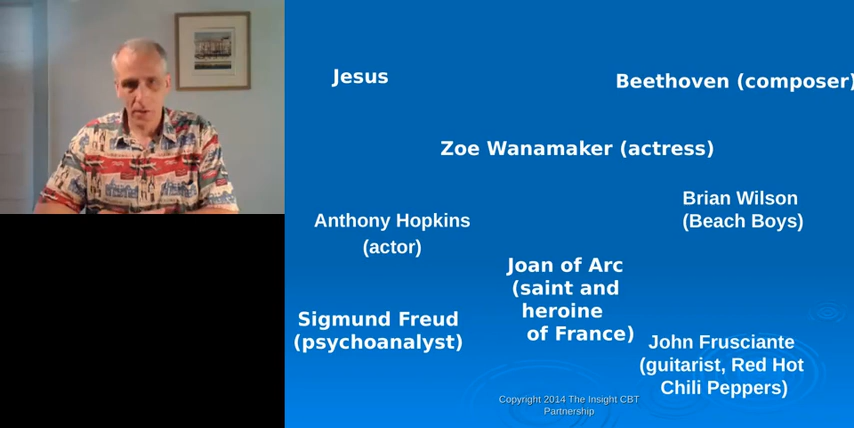 Jesus
Beethoven (composer)
Zoe Wanamaker (actress)
Brian Wilson
(Beach Boys)
Anthony Hopkins
(actor)
Joan of Arc
(saint and
heroine
of France)
Sigmund Freud
(psychoanalyst)
John Frusciante
(guitarist, Red Hot
Chili Peppers)
Copyright 2014 The Insight CBT
Partnership